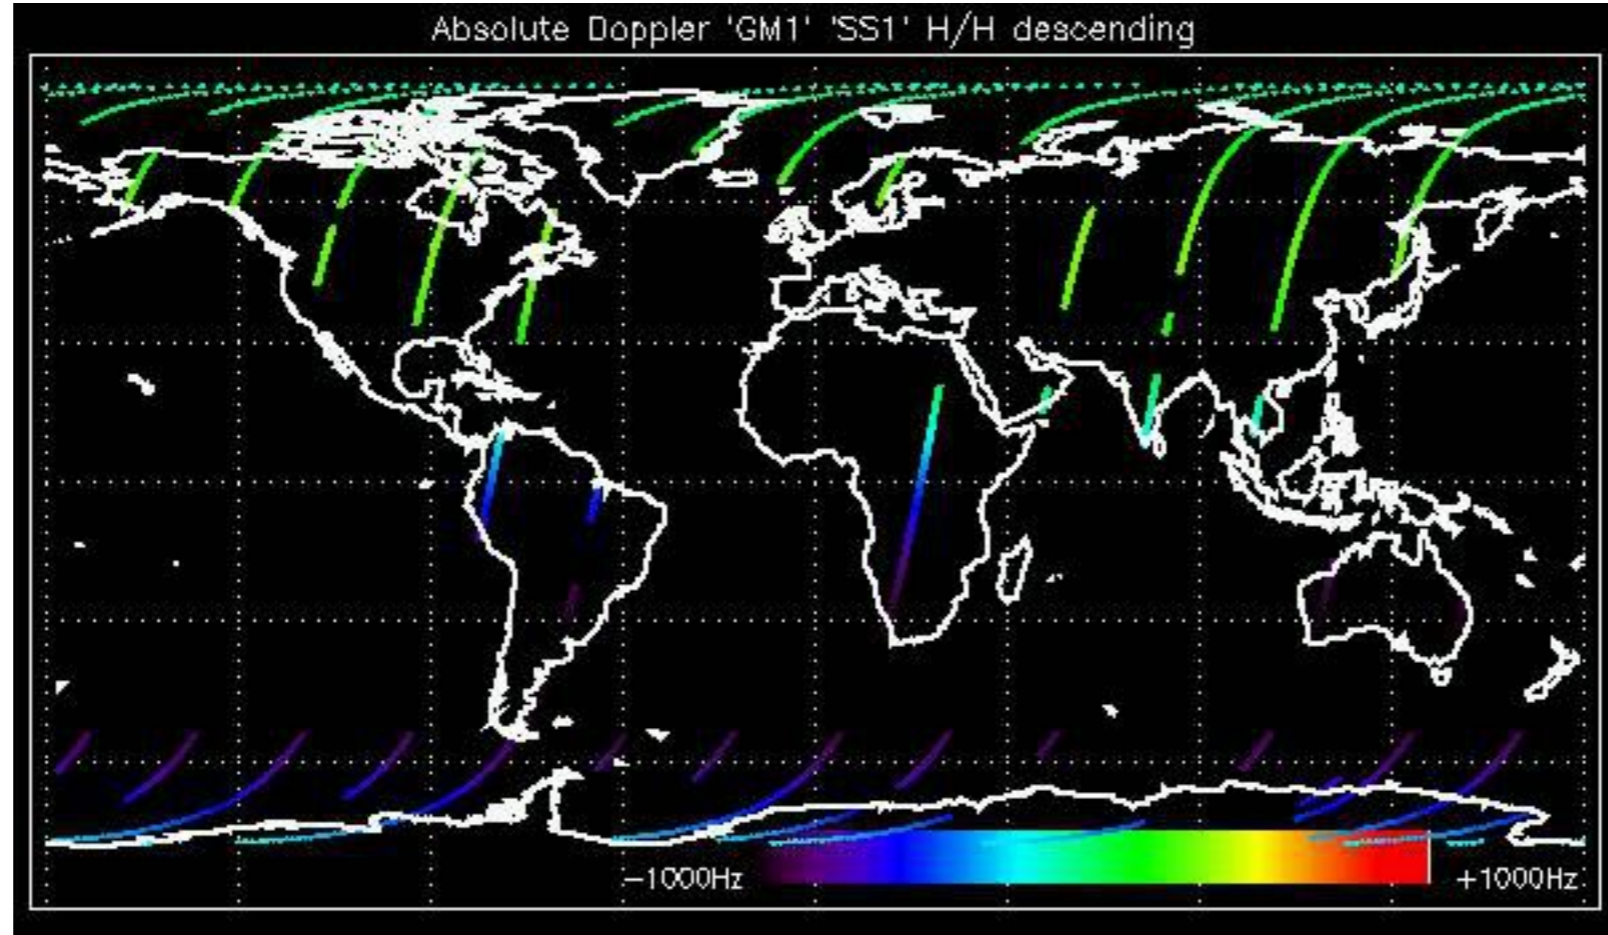 Absolute Doppler 'GM1' 'SS1' H/H descending
−1000Hz +1000Hz